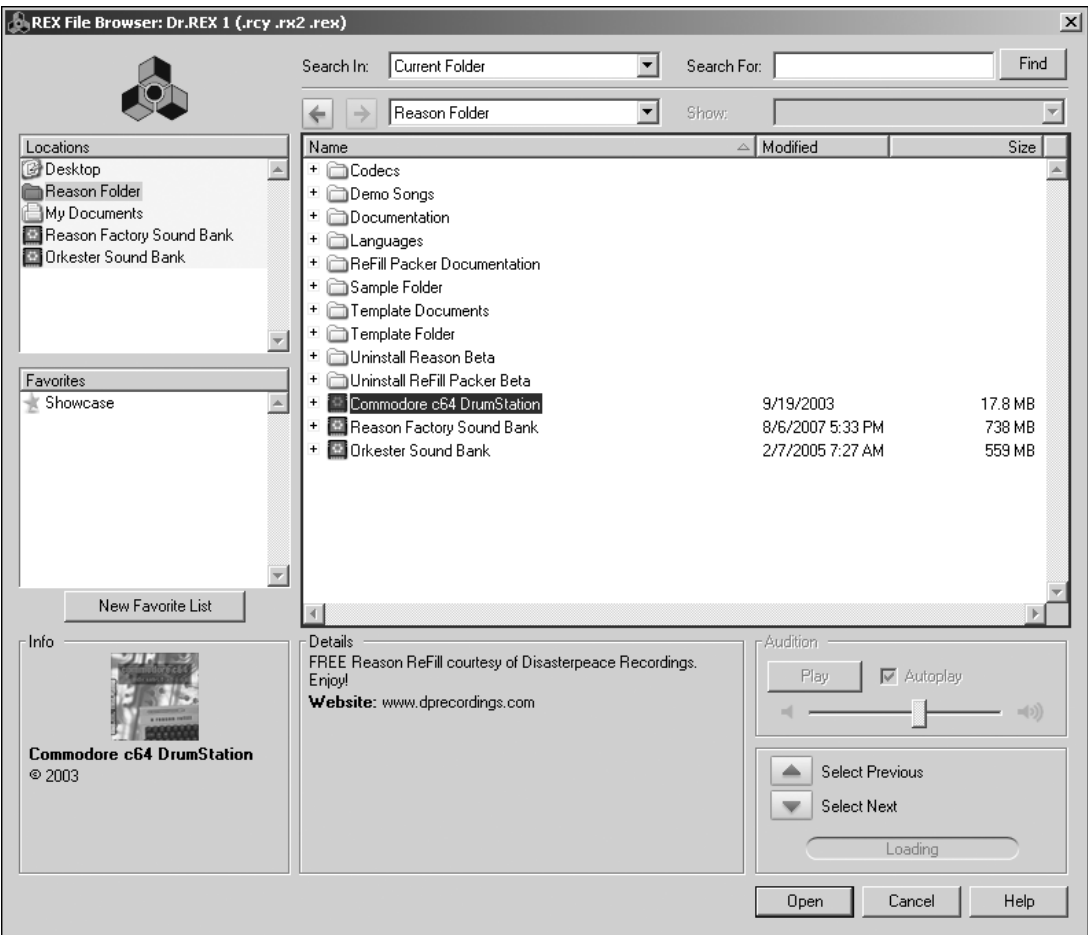 REX File Browser: Dr.REX 1 (.rcy .rx2 .rex)
Search In: Current Folder Search For: Find
Reason Folder Show:
Locations
Desktop
Reason Folder
My Documents
Reason Factory Sound Bank
Orkester Sound Bank
Favorites
Showcase
New Favorite List
Name Modified Size
+ Codecs
+ Demo Songs
+ Documentation
+ Languages
+ ReFill Packer Documentation
+ Sample Folder
+ Template Documents
+ Template Folder
+ Uninstall Reason Beta
+ Uninstall ReFill Packer Beta
+ Commodore c64 DrumStation 9/19/2003 17.8 MB
+ Reason Factory Sound Bank 8/6/2007 5:33 PM 738 MB
+ Orkester Sound Bank 2/7/2005 7:27 AM 559 MB
Info
Commodore c64 DrumStation
© 2003
Details
FREE Reason ReFill courtesy of Disasterpeace Recordings.
Enjoy!
Website: www.dprecordings.com
Audition
Play Autoplay
Select Previous
Select Next
Loading
Open Cancel Help